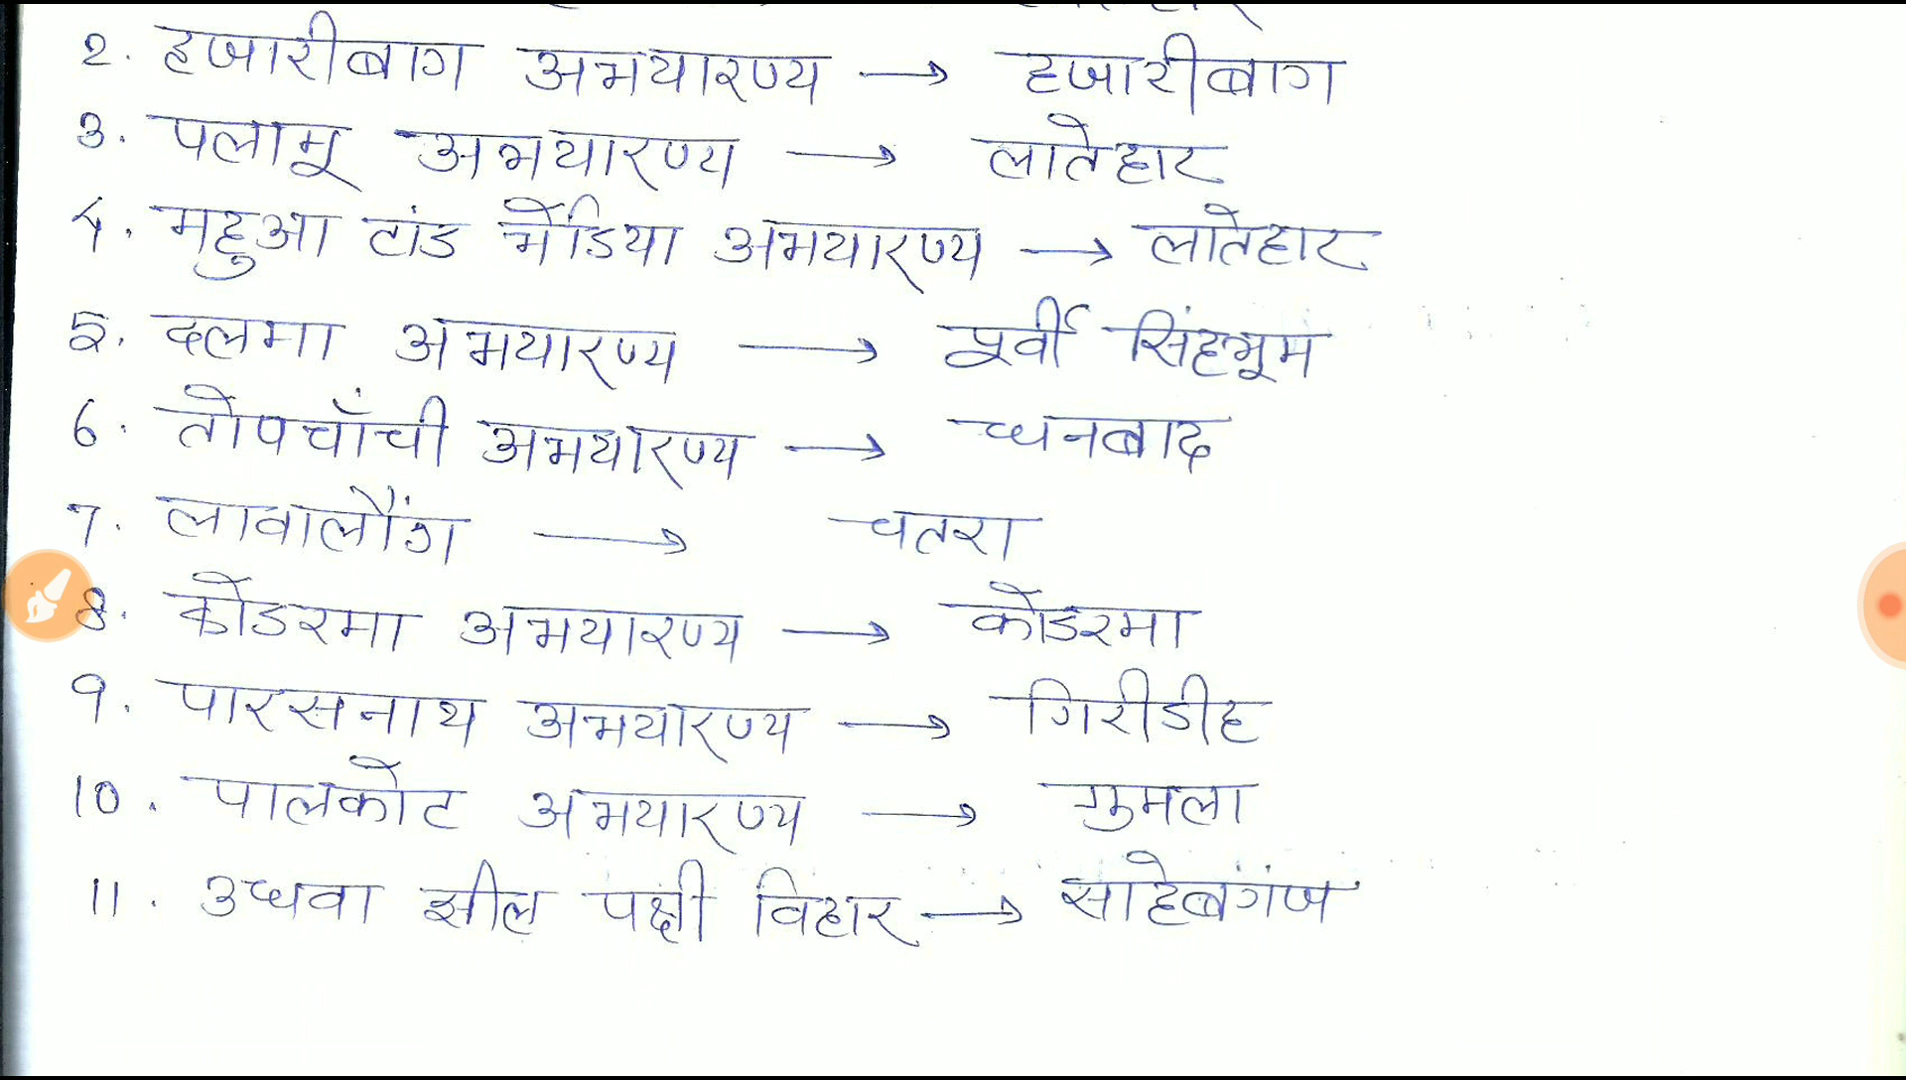 2. हजारीबाग अभयारण्य → हजारीबाग
3. पलामू अभयारण्य → लातेहार
4. महुआ टांड भेड़िया अभयारण्य → लातेहार
5. दलमा अभयारण्य → पूर्वी सिंहभूम
6. तोपचाँची अभयारण्य → धनबाद
7. लावालौंग → चतरा
8. कोडरमा अभयारण्य → कोडरमा
9. पारसनाथ अभयारण्य → गिरीडीह
10. पालकोट अभयारण्य → गुमला
11. उधवा झील पक्षी विहार → साहेबगंज